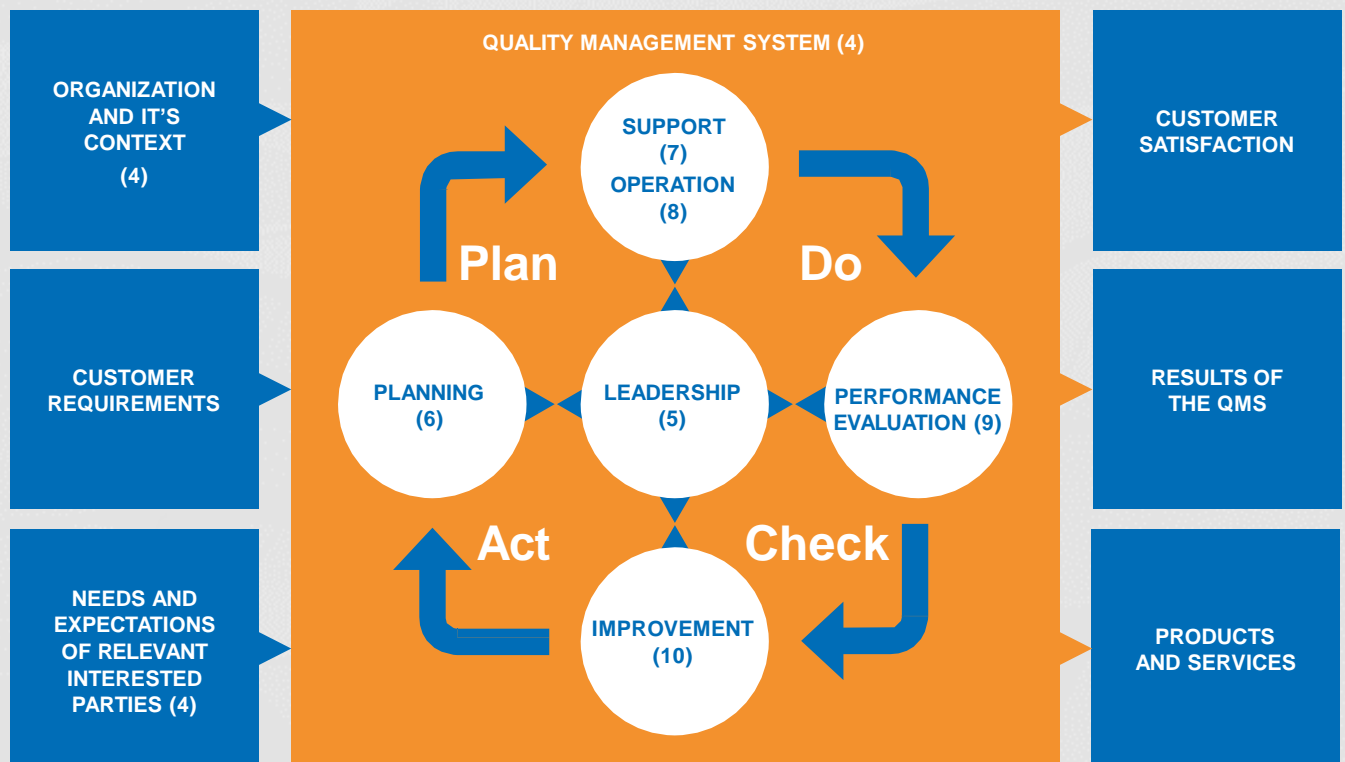 QUALITY MANAGEMENT SYSTEM (4)
ORGANIZATION
AND IT'S
CONTEXT
(4)
CUSTOMER
REQUIREMENTS
NEEDS AND
EXPECTATIONS
OF RELEVANT
INTERESTED
PARTIES (4)
SUPPORT
(7)
OPERATION
(8)
Plan
Do
PLANNING
(6)
LEADERSHIP
(5)
PERFORMANCE
EVALUATION (9)
Act
Check
IMPROVEMENT
(10)
CUSTOMER
SATISFACTION
RESULTS OF
THE QMS
PRODUCTS
AND SERVICES